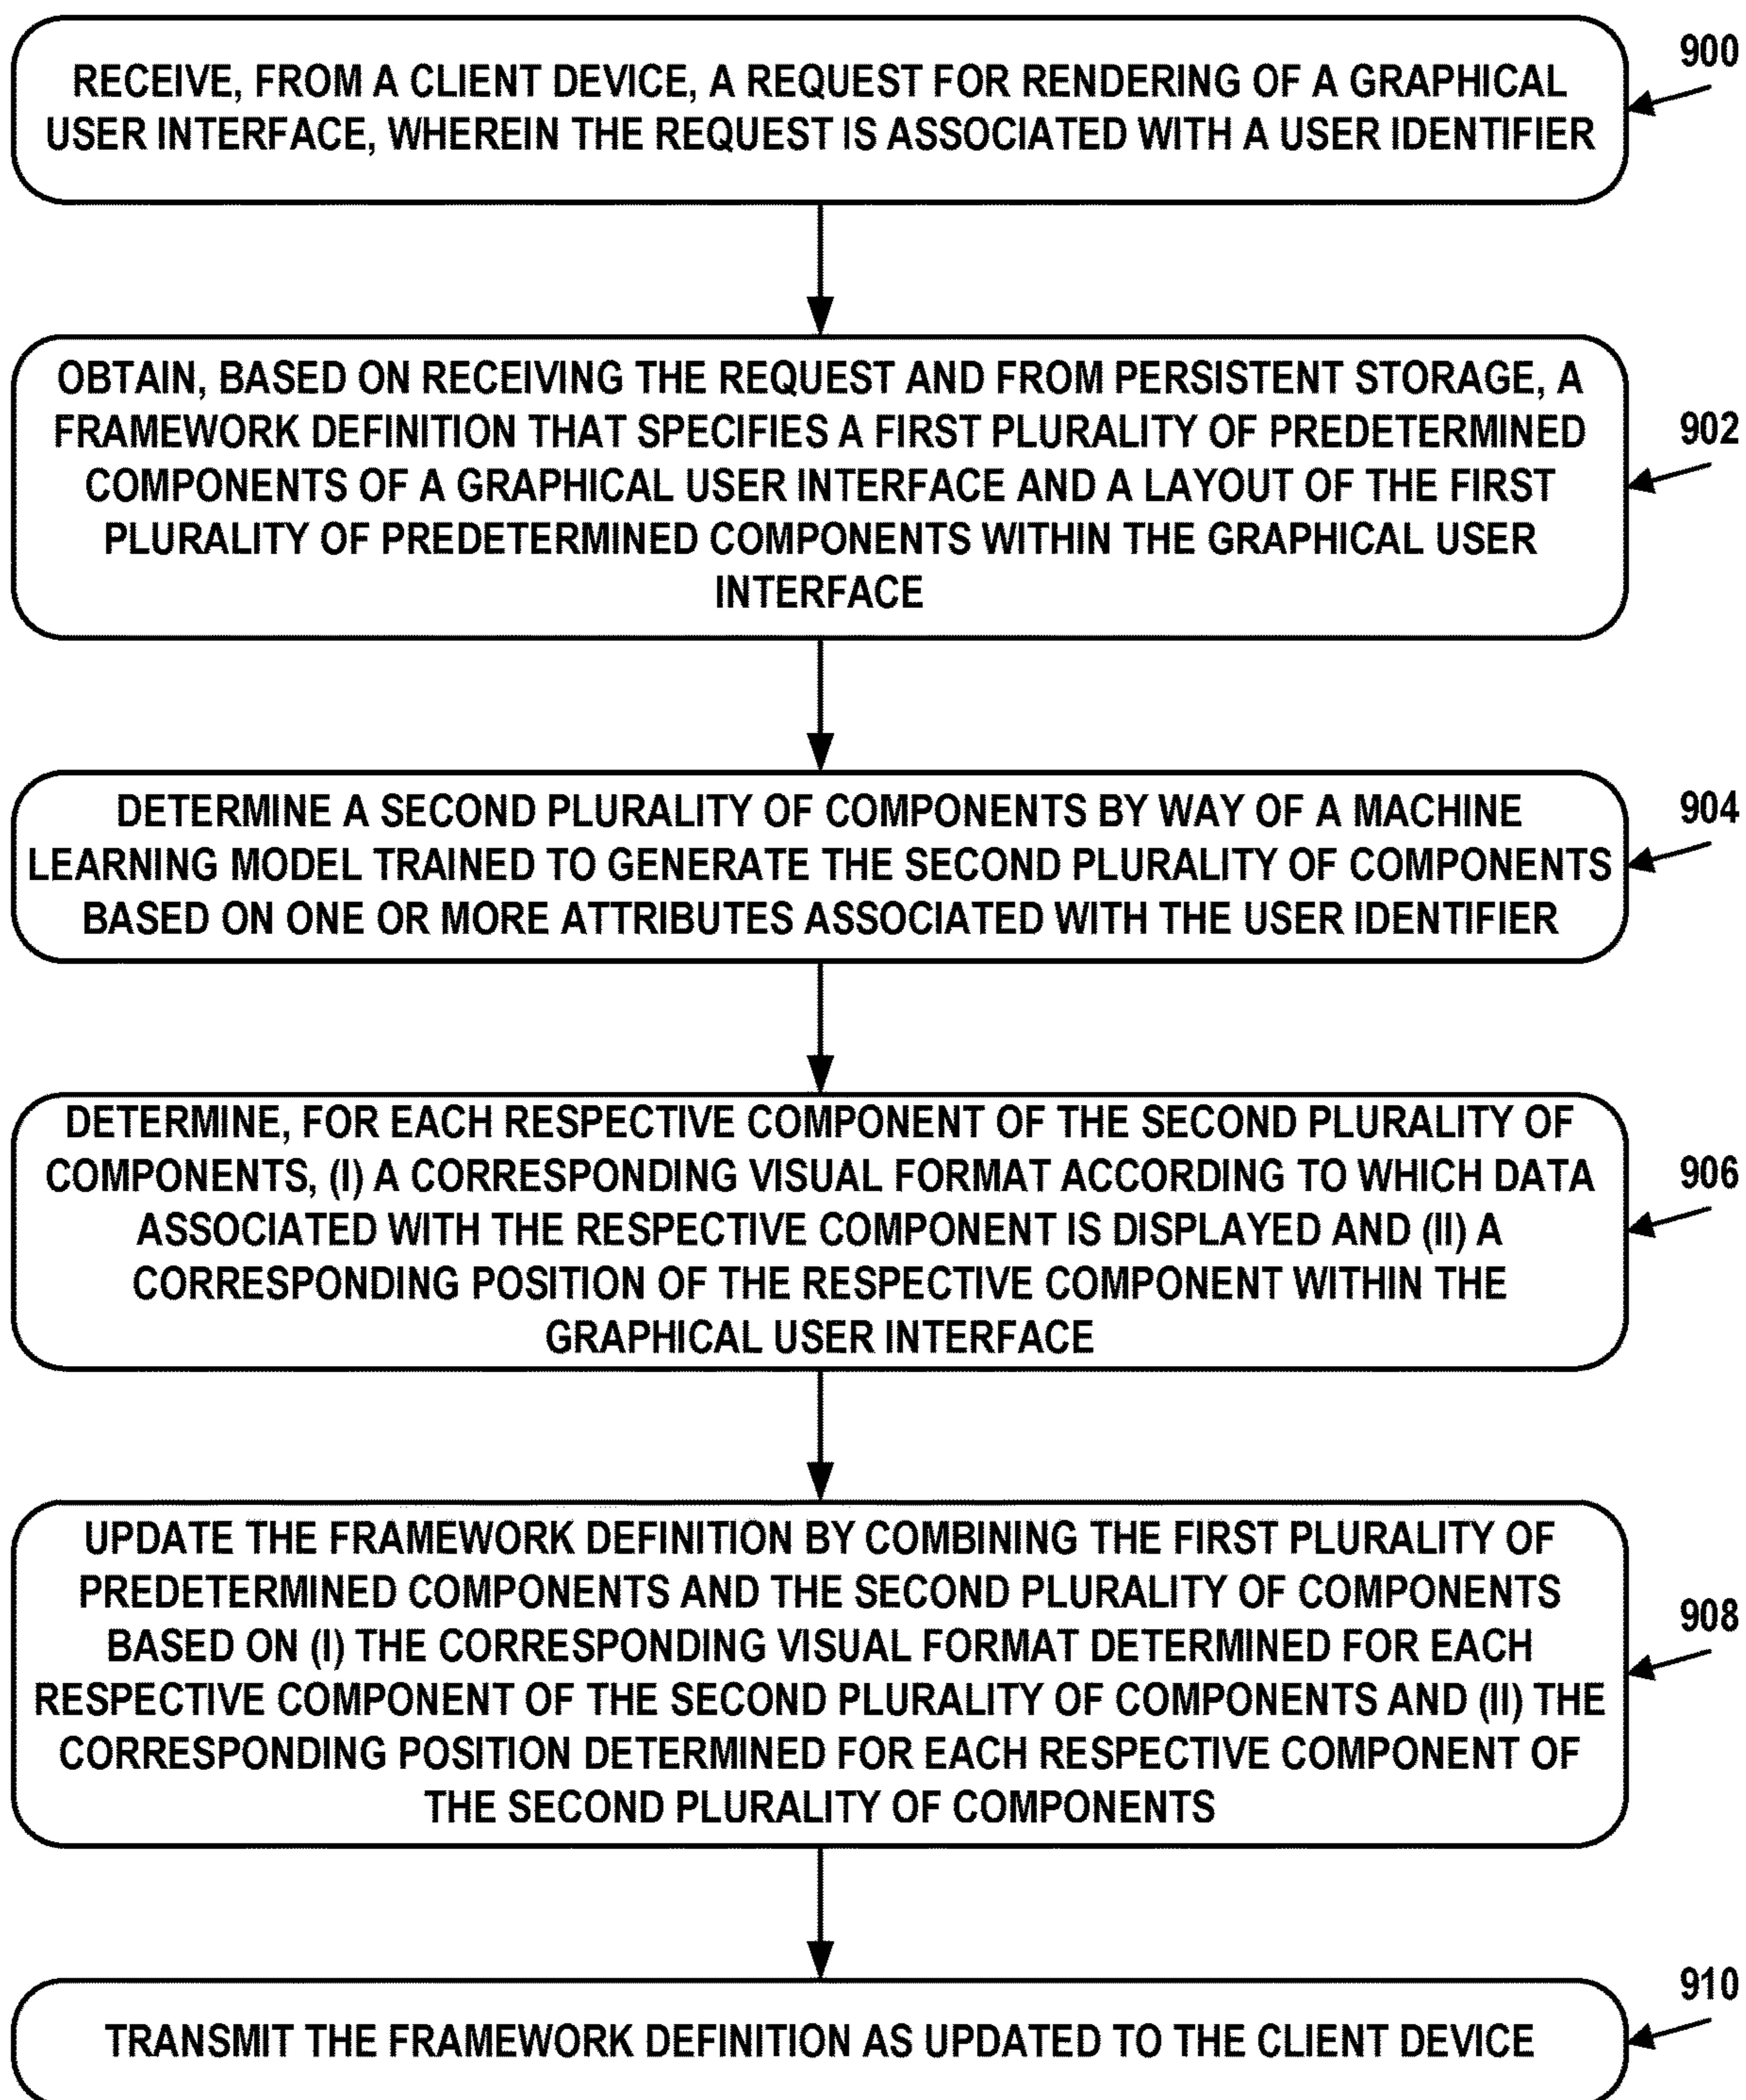 RECEIVE, FROM A CLIENT DEVICE, A REQUEST FOR RENDERING OF A GRAPHICAL
USER INTERFACE, WHEREIN THE REQUEST IS ASSOCIATED WITH A USER IDENTIFIER
900
OBTAIN, BASED ON RECEIVING THE REQUEST AND FROM PERSISTENT STORAGE, A
FRAMEWORK DEFINITION THAT SPECIFIES A FIRST PLURALITY OF PREDETERMINED
COMPONENTS OF A GRAPHICAL USER INTERFACE AND A LAYOUT OF THE FIRST
PLURALITY OF PREDETERMINED COMPONENTS WITHIN THE GRAPHICAL USER
INTERFACE
902
DETERMINE A SECOND PLURALITY OF COMPONENTS BY WAY OF A MACHINE
LEARNING MODEL TRAINED TO GENERATE THE SECOND PLURALITY OF COMPONENTS
BASED ON ONE OR MORE ATTRIBUTES ASSOCIATED WITH THE USER IDENTIFIER
904
DETERMINE, FOR EACH RESPECTIVE COMPONENT OF THE SECOND PLURALITY OF
COMPONENTS, (I) A CORRESPONDING VISUAL FORMAT ACCORDING TO WHICH DATA
ASSOCIATED WITH THE RESPECTIVE COMPONENT IS DISPLAYED AND (II) A
CORRESPONDING POSITION OF THE RESPECTIVE COMPONENT WITHIN THE
GRAPHICAL USER INTERFACE
906
UPDATE THE FRAMEWORK DEFINITION BY COMBINING THE FIRST PLURALITY OF
PREDETERMINED COMPONENTS AND THE SECOND PLURALITY OF COMPONENTS
BASED ON (I) THE CORRESPONDING VISUAL FORMAT DETERMINED FOR EACH
RESPECTIVE COMPONENT OF THE SECOND PLURALITY OF COMPONENTS AND (II) THE
CORRESPONDING POSITION DETERMINED FOR EACH RESPECTIVE COMPONENT OF
THE SECOND PLURALITY OF COMPONENTS
908
TRANSMIT THE FRAMEWORK DEFINITION AS UPDATED TO THE CLIENT DEVICE
910